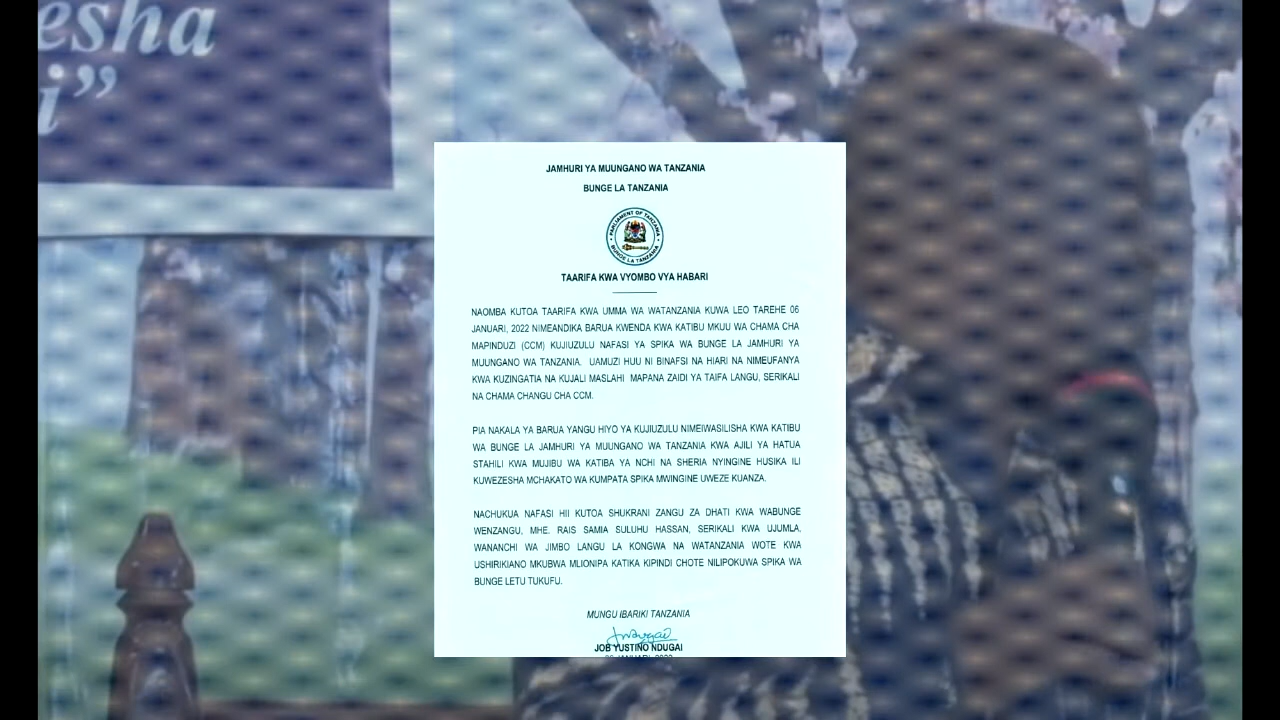 esha
i”
JAMHURI YA MUUNGANO WA TANZANIA
BUNGE LA TANZANIA
PARLIAMENT OF TANZANIA
BUNGE LA TANZANIA
TAARIFA KWA VYOMBO VYA HABARI
NAOMBA KUTOA TAARIFA KWA UMMA WA WATANZANIA KUWA LEO TAREHE 06
JANUARI, 2022 NIMEANDIKA BARUA KWENDA KWA KATIBU MKUU WA CHAMA CHA
MAPINDUZI (CCM) KUJIUZULU NAFASI YA SPIKA WA BUNGE LA JAMHURI YA
MUUNGANO WA TANZANIA. UAMUZI HUU NI BINAFSI NA HIARI NA NIMEUFANYA
KWA KUZINGATIA NA KUJALI MASLAHI MAPANA ZAIDI YA TAIFA LANGU, SERIKALI
NA CHAMA CHANGU CHA CCM.
PIA NAKALA YA BARUA YANGU HIYO YA KUJIUZULU NIMEIWASILISHA KWA KATIBU
WA BUNGE LA JAMHURI YA MUUNGANO WA TANZANIA KWA AJILI YA HATUA
STAHILI KWA MUJIBU WA KATIBA YA NCHI NA SHERIA NYINGINE HUSIKA ILI
KUWEZESHA MCHAKATO WA KUMPATA SPIKA MWINGINE UWEZE KUANZA.
NACHUKUA NAFASI HII KUTOA SHUKRANI ZANGU ZA DHATI KWA WABUNGE
WENZANGU, MHE. RAIS SAMIA SULUHU HASSAN, SERIKALI KWA UJUMLA,
WANANCHI WA JIMBO LANGU LA KONGWA NA WATANZANIA WOTE KWA
USHIRIKIANO MKUBWA MLIONIPA KATIKA KIPINDI CHOTE NILIPOKUWA SPIKA WA
BUNGE LETU TUKUFU.
MUNGU IBARIKI TANZANIA
JOB YUSTINO NDUGAI